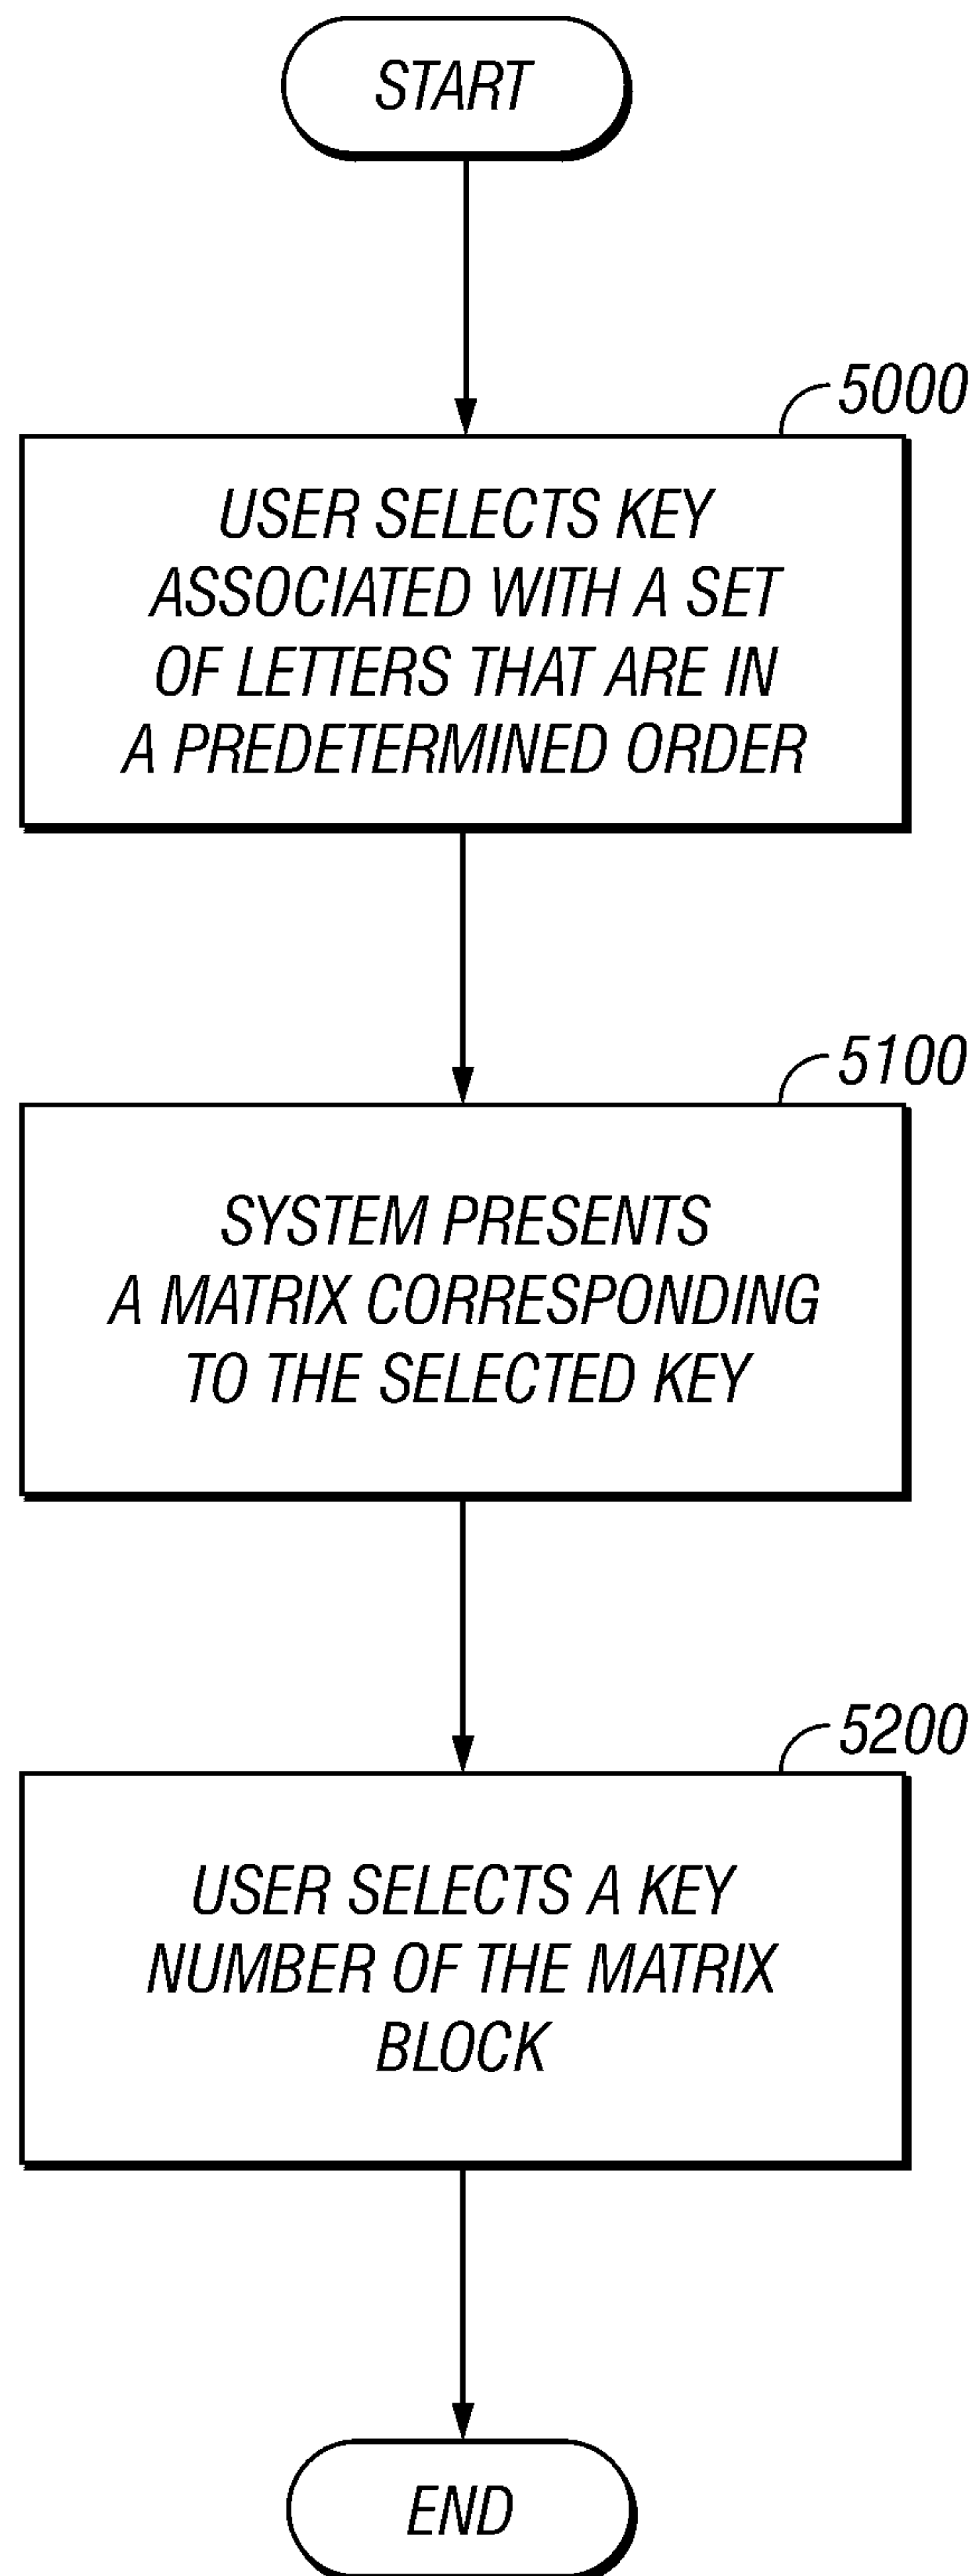 START
5000
USER SELECTS KEY
ASSOCIATED WITH A SET
OF LETTERS THAT ARE IN
A PREDETERMINED ORDER
5100
SYSTEM PRESENTS
A MATRIX CORRESPONDING
TO THE SELECTED KEY
5200
USER SELECTS A KEY
NUMBER OF THE MATRIX
BLOCK
END